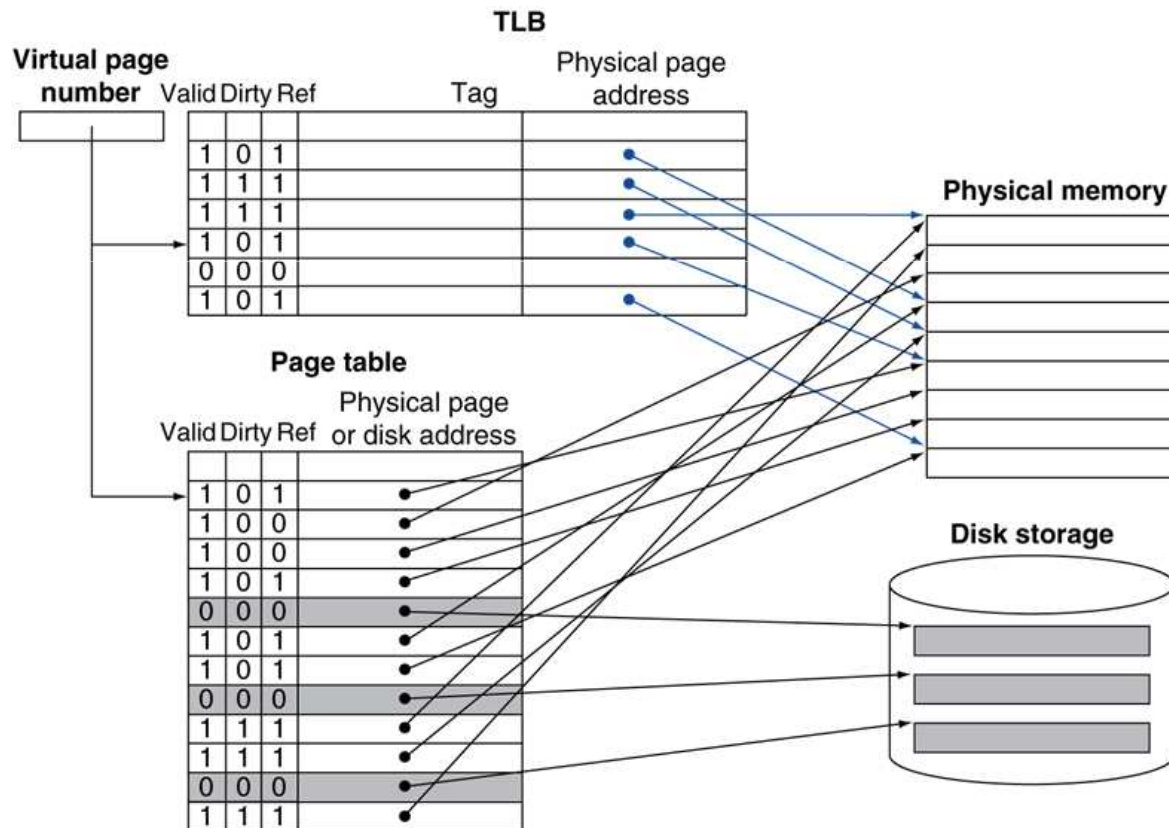 TLB
Virtual page
number
Valid Dirty Ref
Tag
Physical page
address
1 0 1
1 1 1
1 1 1
1 0 1
0 0 0
1 0 1
Physical memory
Page table
Physical page
or disk address
Valid Dirty Ref
1 0 1
1 0 0
1 0 0
1 0 1
0 0 0
1 0 1
1 0 1
0 0 0
1 1 1
1 1 1
0 0 0
1 1 1
Disk storage